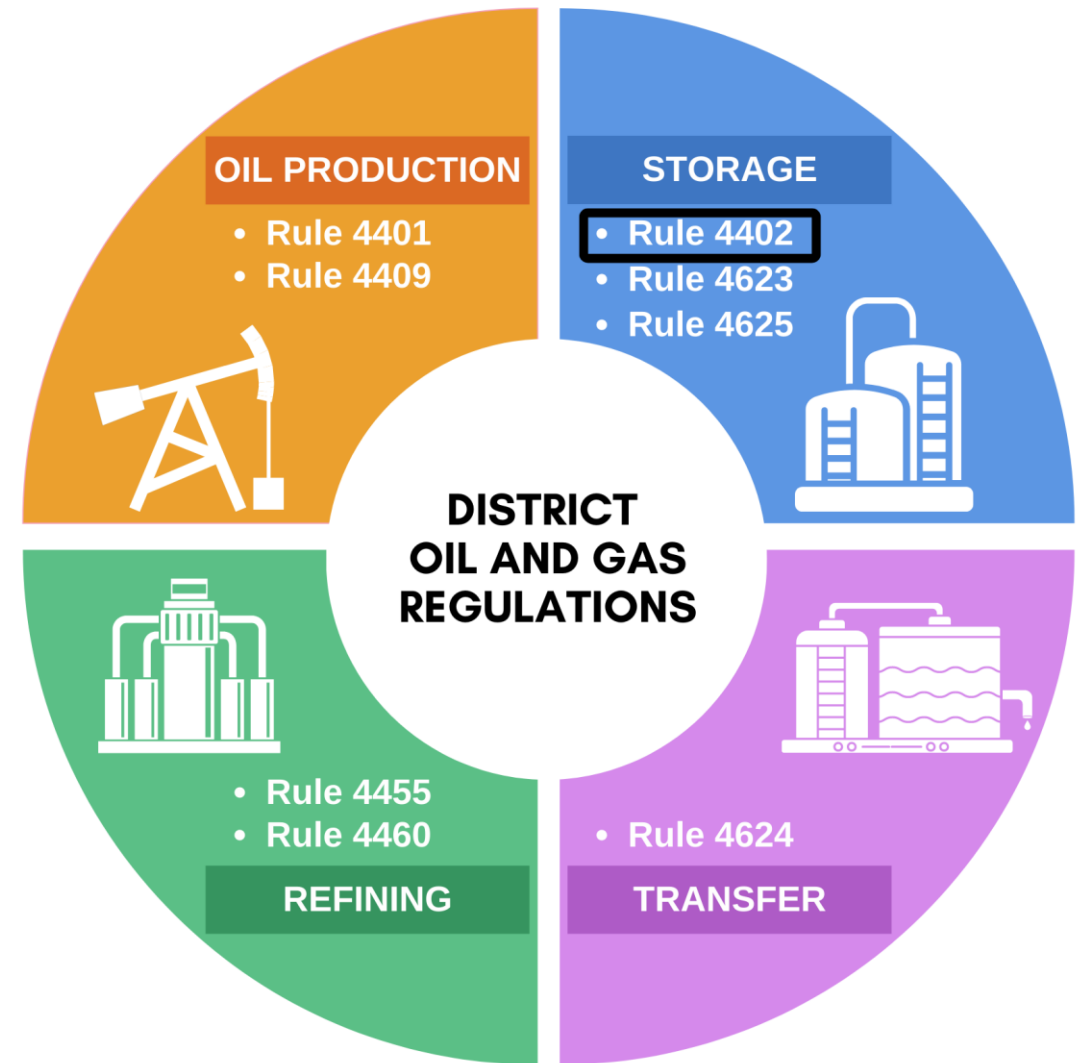 OIL PRODUCTION
• Rule 4401
• Rule 4409
STORAGE
• Rule 4402
• Rule 4623
• Rule 4625
DISTRICT
OIL AND GAS
REGULATIONS
• Rule 4455
• Rule 4460
REFINING
• Rule 4624
TRANSFER